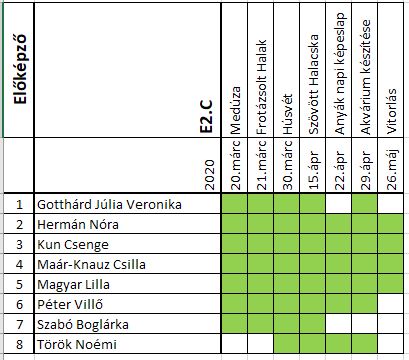 Előképző
E2.C
2020
20.márc Medúza
21.márc Frotázsolt Halak
30.márc Húsvét
15.ápr Szövött Halacska
22.ápr Anyák napi képeslap
29.ápr Akvárium készítése
26.máj Vitorlás
1 Gotthárd Júlia Veronika
2 Hermán Nóra
3 Kun Csenge
4 Maár-Knauz Csilla
5 Magyar Lilla
6 Péter Villő
7 Szabó Boglárka
8 Török Noémi